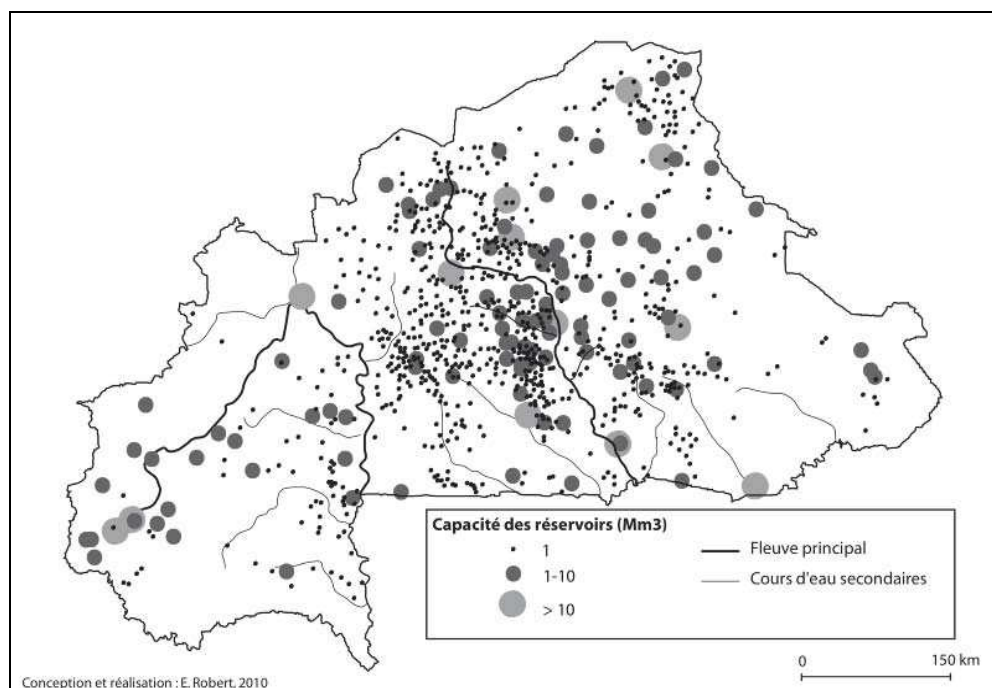 Capacité des réservoirs (Mm3)
1
1-10
> 10
Fleuve principal
Cours d'eau secondaires
0 150 km
Conception et réalisation : E. Robert, 2010